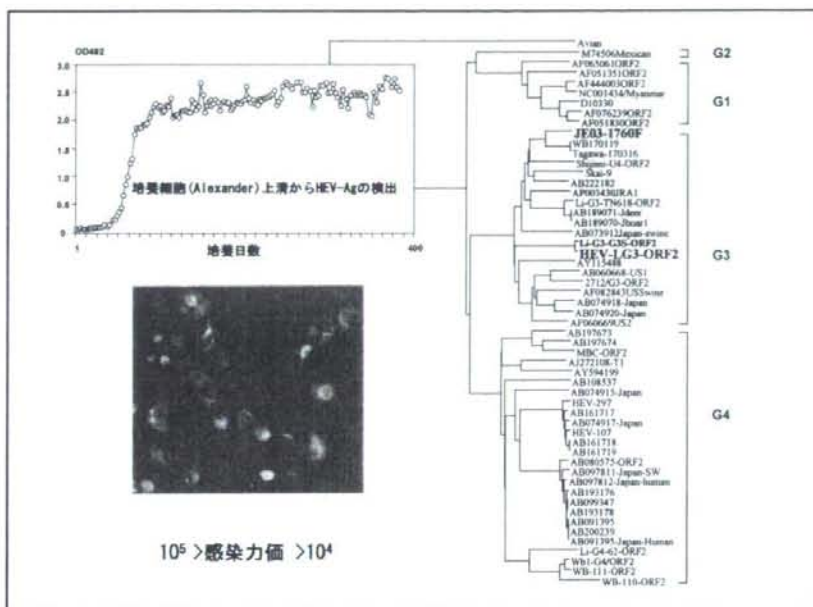 OD492
3.0
2.5
2.0
1.5
1.0
0.5
0
培養細胞(Alexander)上清からHEV-Agの検出
1
培養日数
400
10⁵ >感染力価 >10⁴
Avian
M74506Mexican
AF065061ORF2
AF051351ORF2
AF444003ORF2
NC001434/Myanmar
D10330
AF076239ORF2
AF051830ORF2
JE03-1760F
WB170119
Tagawa-170316
AB222182
AP003430JRA1
Li-G3-TN618-ORF2
AB189071-Jdeer
AB189070-Jboar1
AB073912Japan-swine
Li-G3-G3S-ORF2
HEV-LG3-ORF2
AY115488
AB060668-US1
2712/G3-ORF2
AF082843USSwine
AB074918-Japan
AB074920-Japan
AF060669US2
AB197673
AB197674
MBC-ORF2
AJ272108-T1
AY594199
AB108537
AB074915-Japan
HEV-297
AB161717
AB074917-Japan
HEV-107
AB161718
AB161719
AB080575-ORF2
AB097811-Japan-SW
AB097812-Japan-human
AB193176
AB099347
AB193178
AB091395
AB200239
AB091395-Japan-Human
Li-G4-62-ORF2
Wb1-G4/ORF2
WB-111-ORF2
WB-110-ORF2
G2
G1
G3
G4